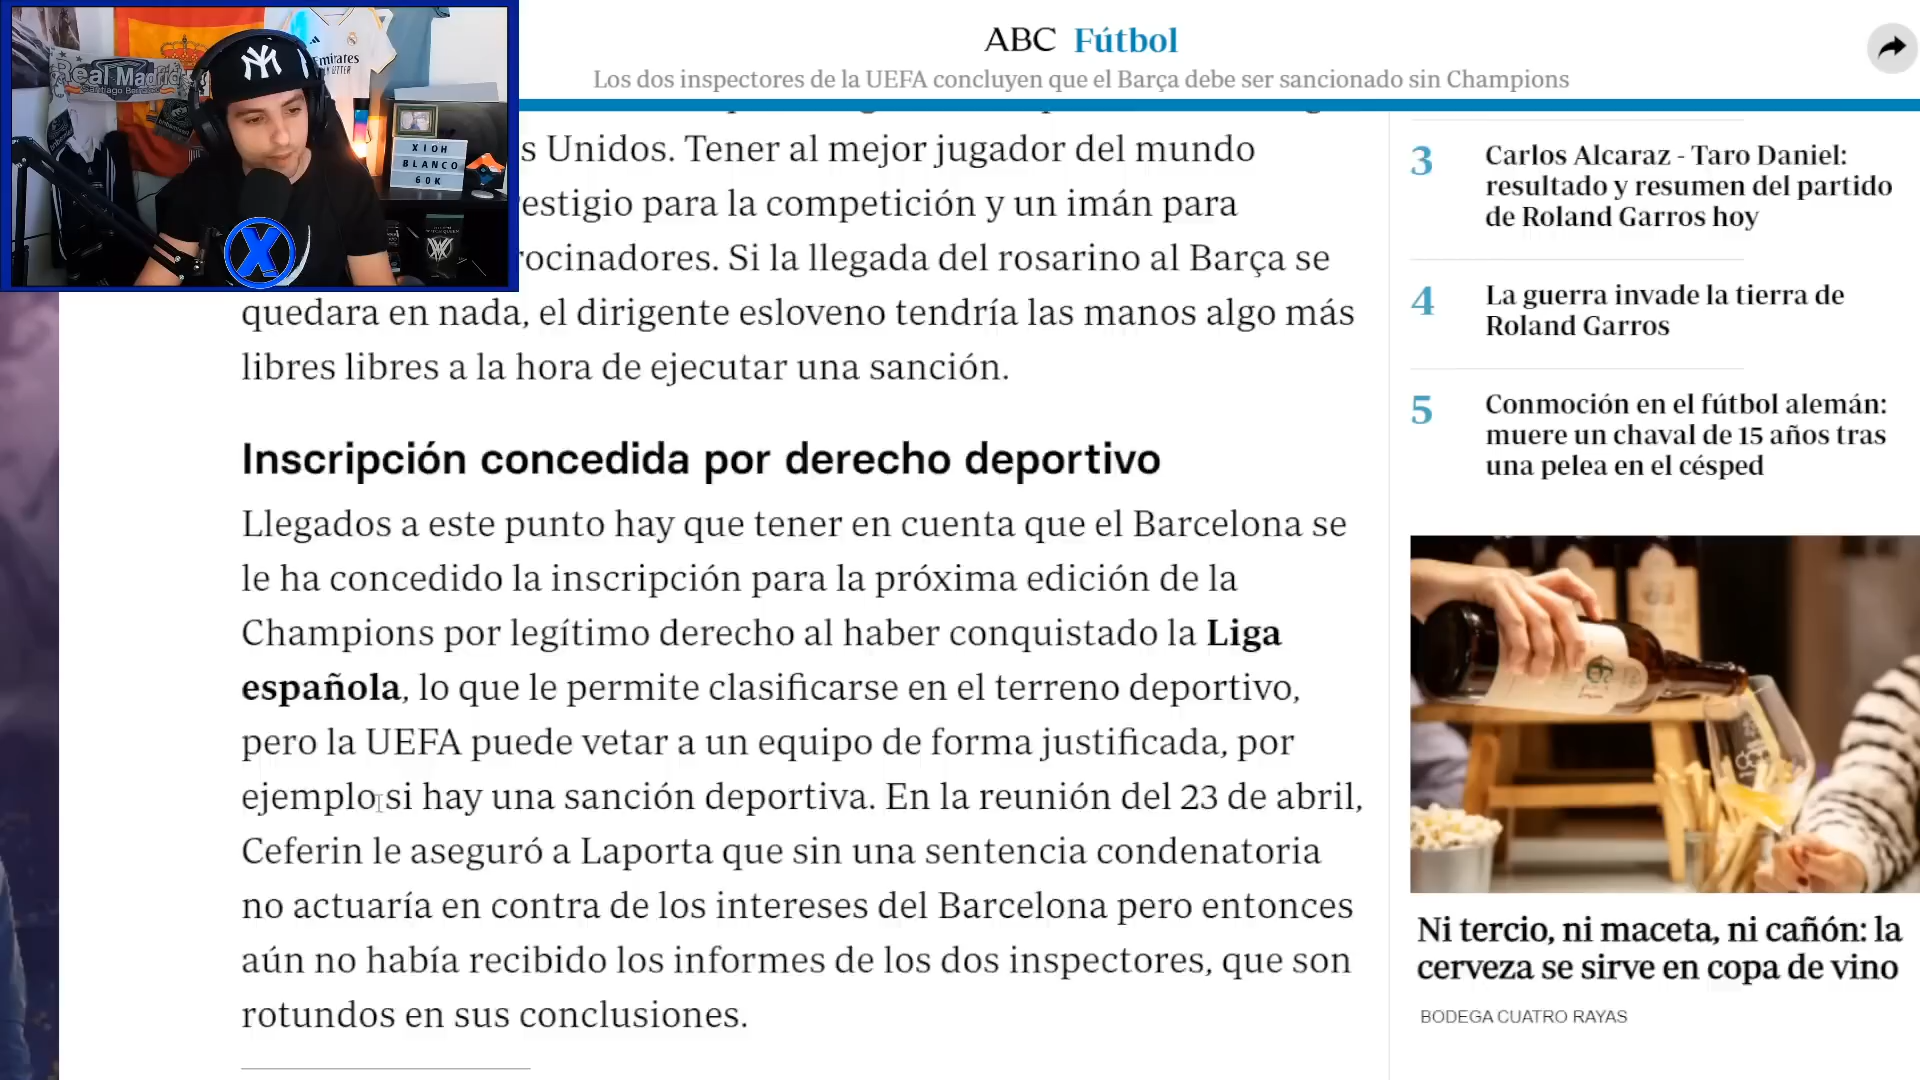 ABC Fútbol
Los dos inspectores de la UEFA concluyen que el Barça debe ser sancionado sin Champions
Real Madrid
Santiago Bernabéu
NY
Emirates
FLY BETTER
XIOH
BLANCO
60K
X
s Unidos. Tener al mejor jugador del mundo
restigio para la competición y un imán para
rocinadores. Si la llegada del rosarino al Barça se
quedara en nada, el dirigente esloveno tendría las manos algo más
libres libres a la hora de ejecutar una sanción.
Inscripción concedida por derecho deportivo
Llegados a este punto hay que tener en cuenta que el Barcelona se
le ha concedido la inscripción para la próxima edición de la
Champions por legítimo derecho al haber conquistado la Liga
española, lo que le permite clasificarse en el terreno deportivo,
pero la UEFA puede vetar a un equipo de forma justificada, por
ejemplo si hay una sanción deportiva. En la reunión del 23 de abril,
Ceferin le aseguró a Laporta que sin una sentencia condenatoria
no actuaría en contra de los intereses del Barcelona pero entonces
aún no había recibido los informes de los dos inspectores, que son
rotundos en sus conclusiones.
3 Carlos Alcaraz - Taro Daniel:
resultado y resumen del partido
de Roland Garros hoy
4 La guerra invade la tierra de
Roland Garros
5 Conmoción en el fútbol alemán:
muere un chaval de 15 años tras
una pelea en el césped
Ni tercio, ni maceta, ni cañón: la
cerveza se sirve en copa de vino
BODEGA CUATRO RAYAS